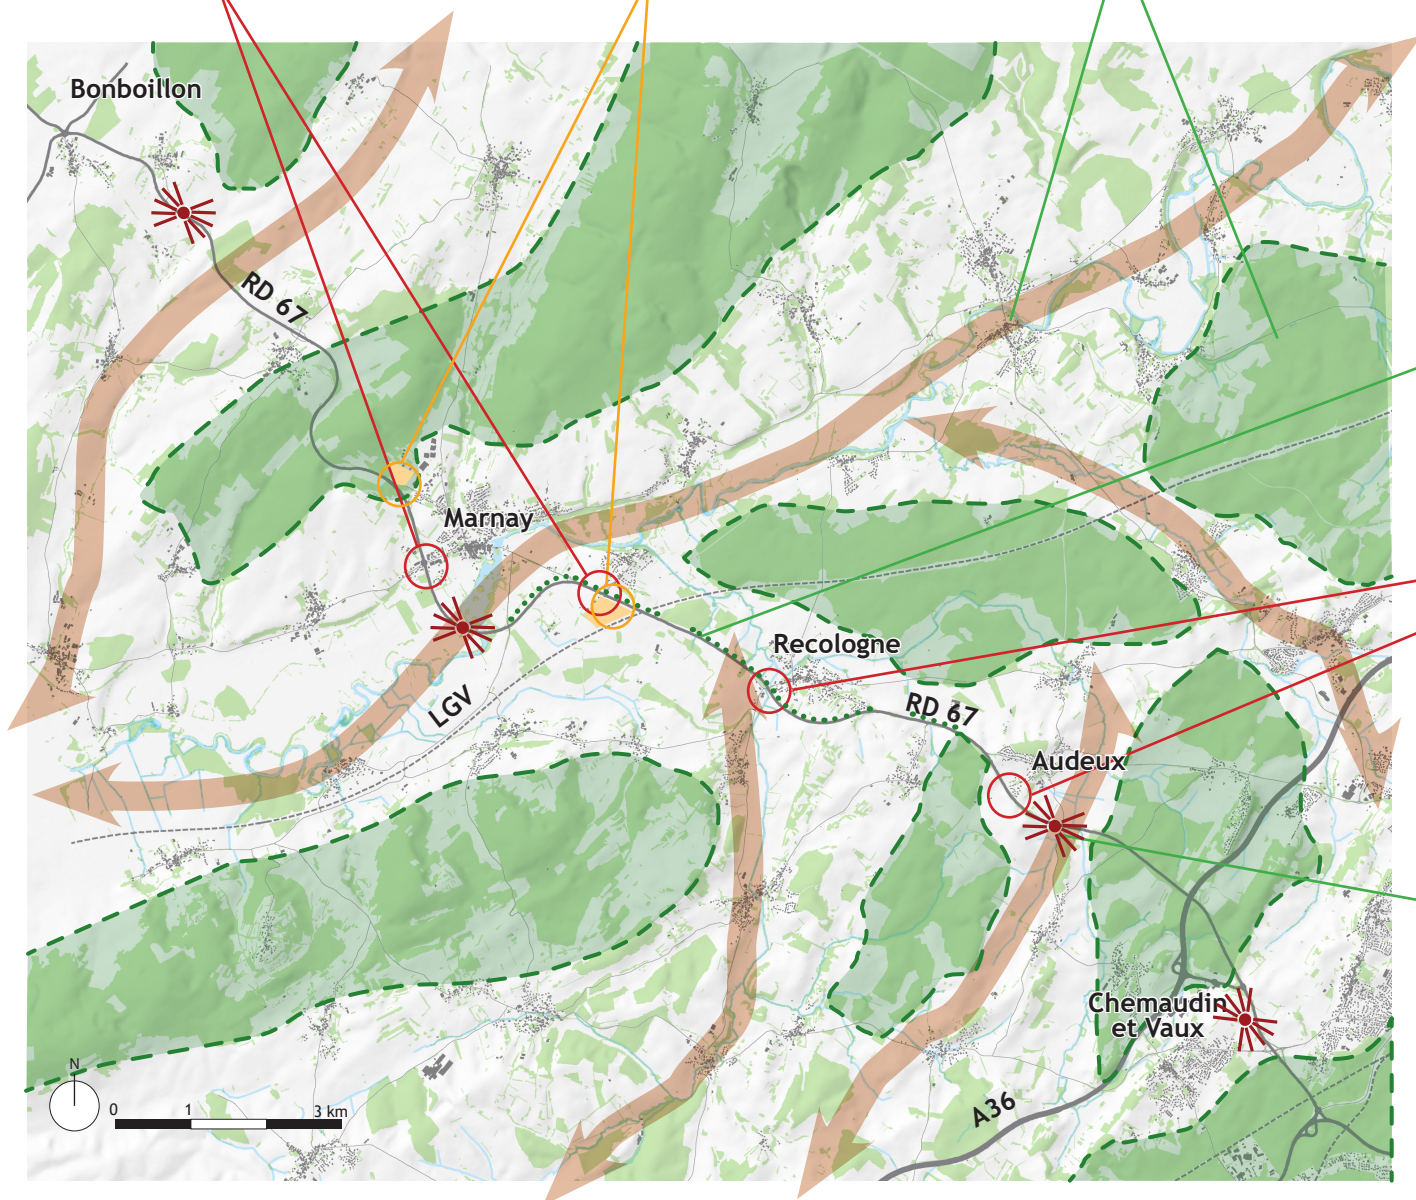 Bonboillon
RD 67
Marnay
Recologne
RD 67
LGV
Audeux
Chemaudin
et Vaux
A36
N
0 1 3 km